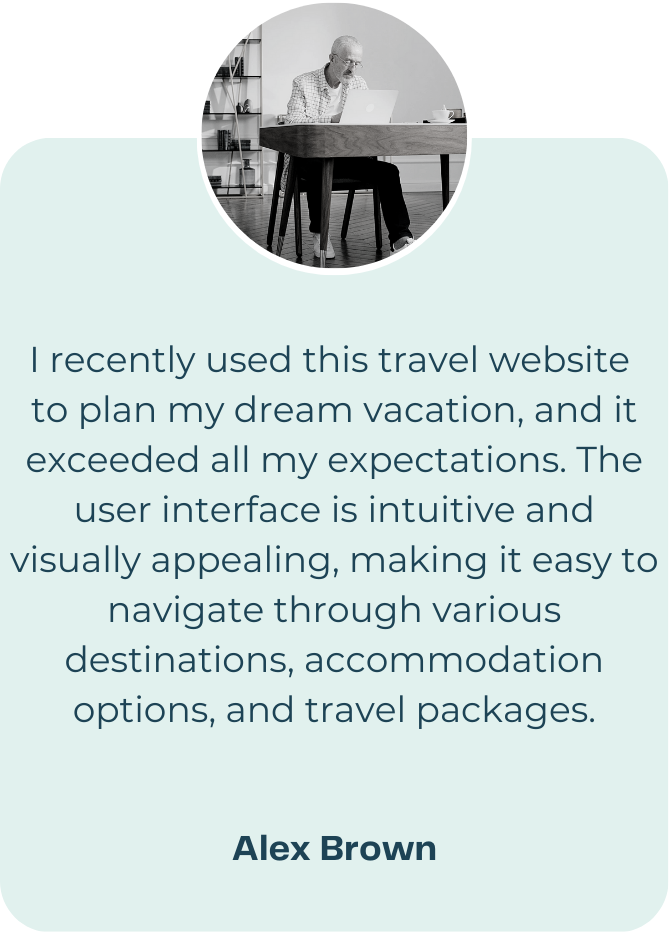 I recently used this travel website
to plan my dream vacation, and it
exceeded all my expectations. The
user interface is intuitive and
visually appealing, making it easy to
navigate through various
destinations, accommodation
options, and travel packages.
Alex Brown